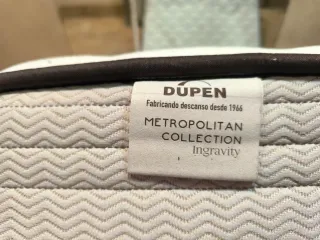 DUPEN
Fabricando descanso desde 1966
METROPOLITAN
COLLECTION
Ingravity